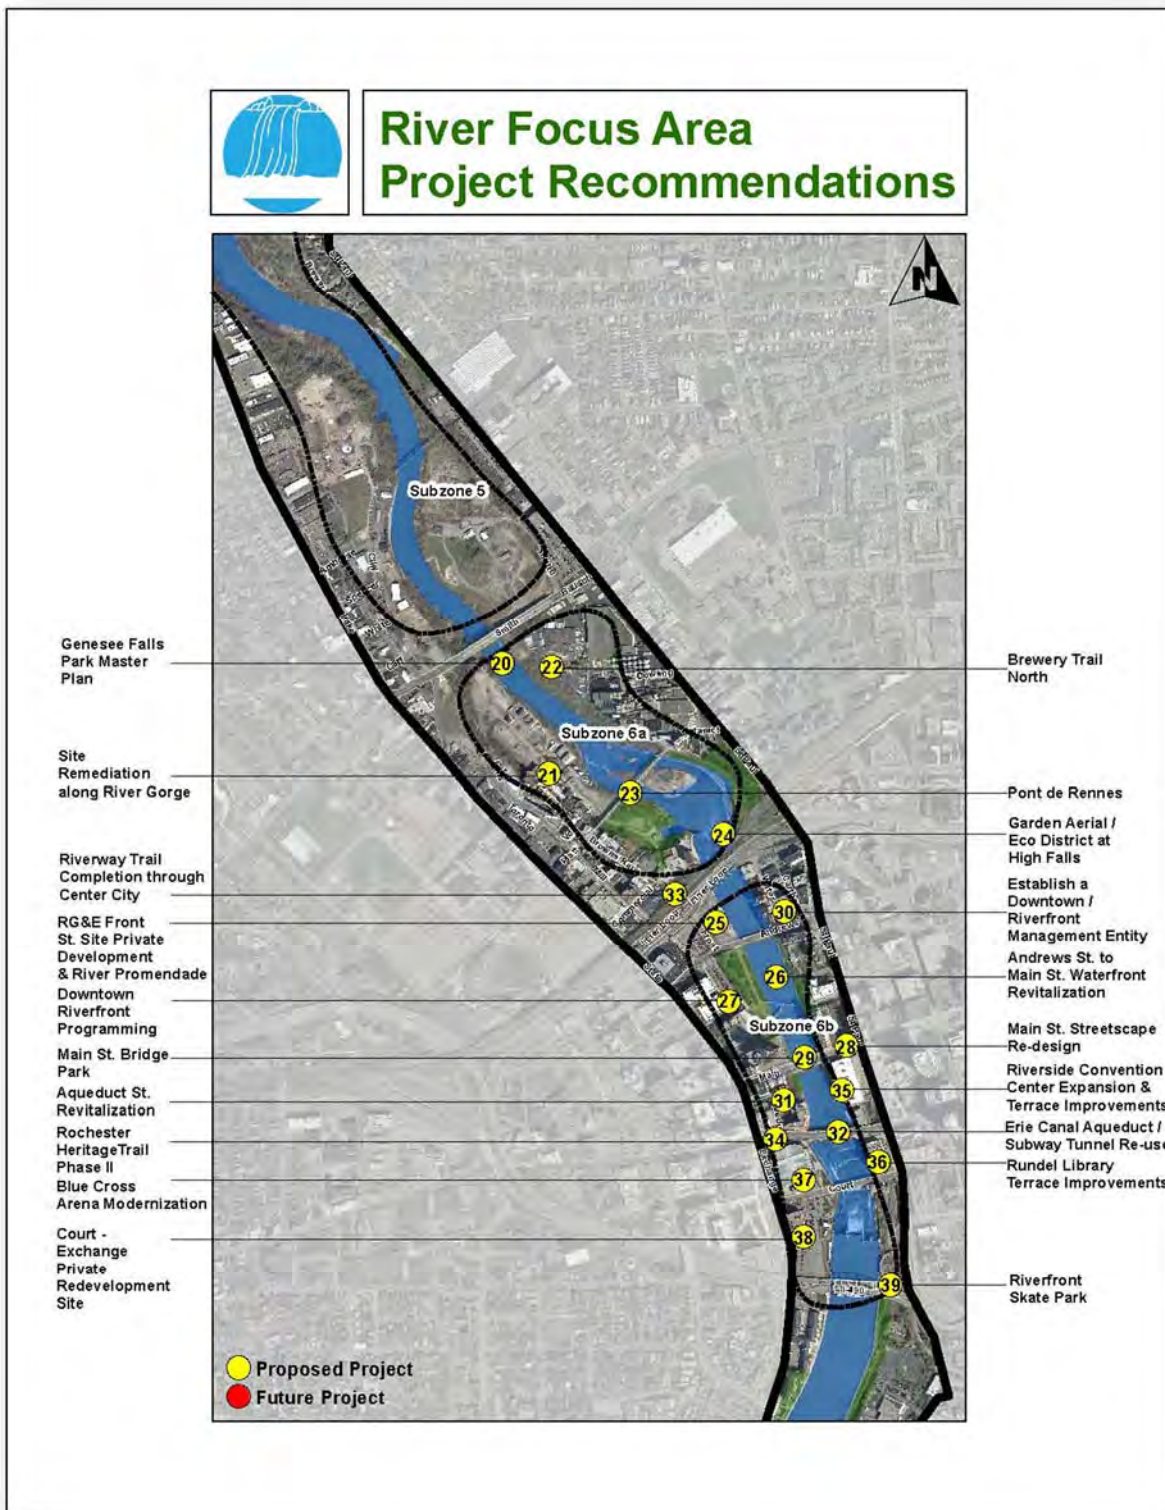 River Focus Area
Project Recommendations
N
Subzone 5
Smith
20
22
Subzone 6a
21
23
24
33
25
30
26
27
Subzone 6b
28
29
Main
35
31
32
34
36
37
Court
38
39
Genesee Falls
Park Master
Plan
Site
Remediation
along River Gorge
Riverway Trail
Completion through
Center City
RG&E Front
St. Site Private
Development
& River Promendade
Downtown
Riverfront
Programming
Main St. Bridge
Park
Aqueduct St.
Revitalization
Rochester
HeritageTrail
Phase II
Blue Cross
Arena Modernization
Court -
Exchange
Private
Redevelopment
Site
Brewery Trail
North
Pont de Rennes
Garden Aerial /
Eco District at
High Falls
Establish a
Downtown /
Riverfront
Management Entity
Andrews St. to
Main St. Waterfront
Revitalization
Main St. Streetscape
Re-design
Riverside Convention
Center Expansion &
Terrace Improvements
Erie Canal Aqueduct /
Subway Tunnel Re-use
Rundel Library
Terrace Improvements
Riverfront
Skate Park
Proposed Project
Future Project